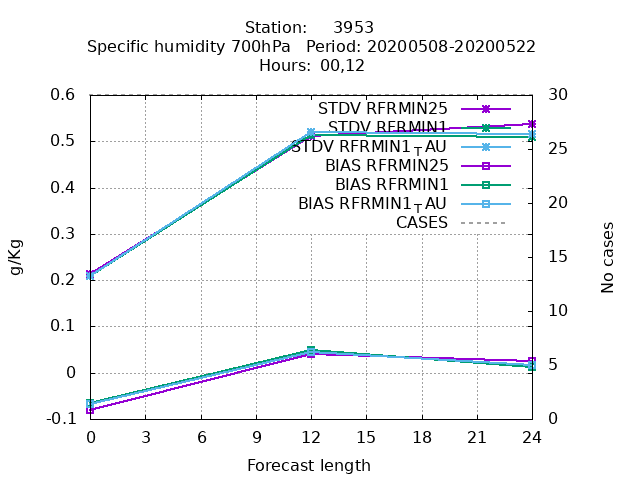 Station: 3953
Specific humidity 700hPa Period: 20200508-20200522
Hours: 00,12
0.6
0.5
0.4
0.3
0.2
0.1
0
-0.1
g/Kg
STDV RFRMIN25
STDV RFRMIN1
STDV RFRMIN1TAU
BIAS RFRMIN25
BIAS RFRMIN1
BIAS RFRMIN1TAU
CASES
30
25
20
15
10
5
0
No cases
0 3 6 9 12 15 18 21 24
Forecast length